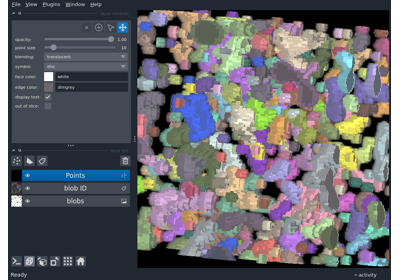 File View Plugins Window Help
opacity: 1.00
point size: 10
blending: translucent
symbol: disc
face color: white
edge color: dimgrey
display text:
out of slice:
Points
blob ID
blobs
Ready
activity